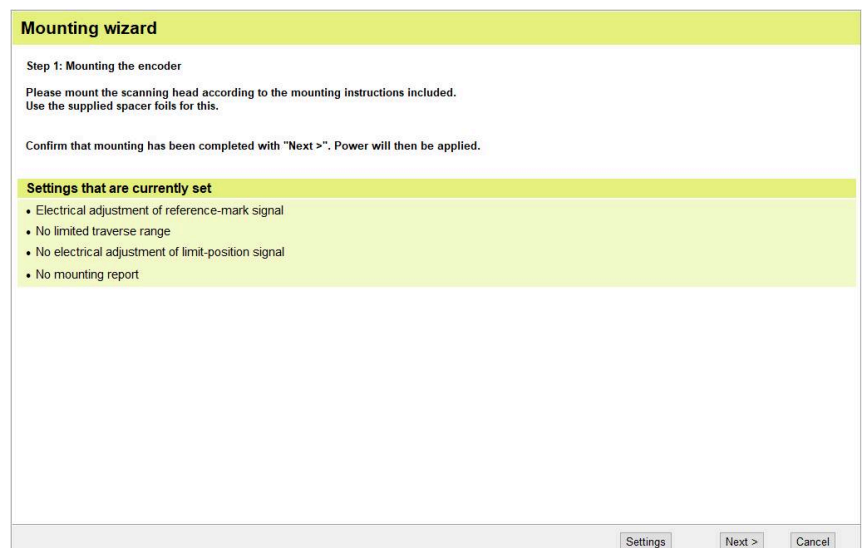 Mounting wizard
Step 1: Mounting the encoder
Please mount the scanning head according to the mounting instructions included.
Use the supplied spacer foils for this.
Confirm that mounting has been completed with "Next >". Power will then be applied.
Settings that are currently set
• Electrical adjustment of reference-mark signal
• No limited traverse range
• No electrical adjustment of limit-position signal
• No mounting report
Settings Next > Cancel